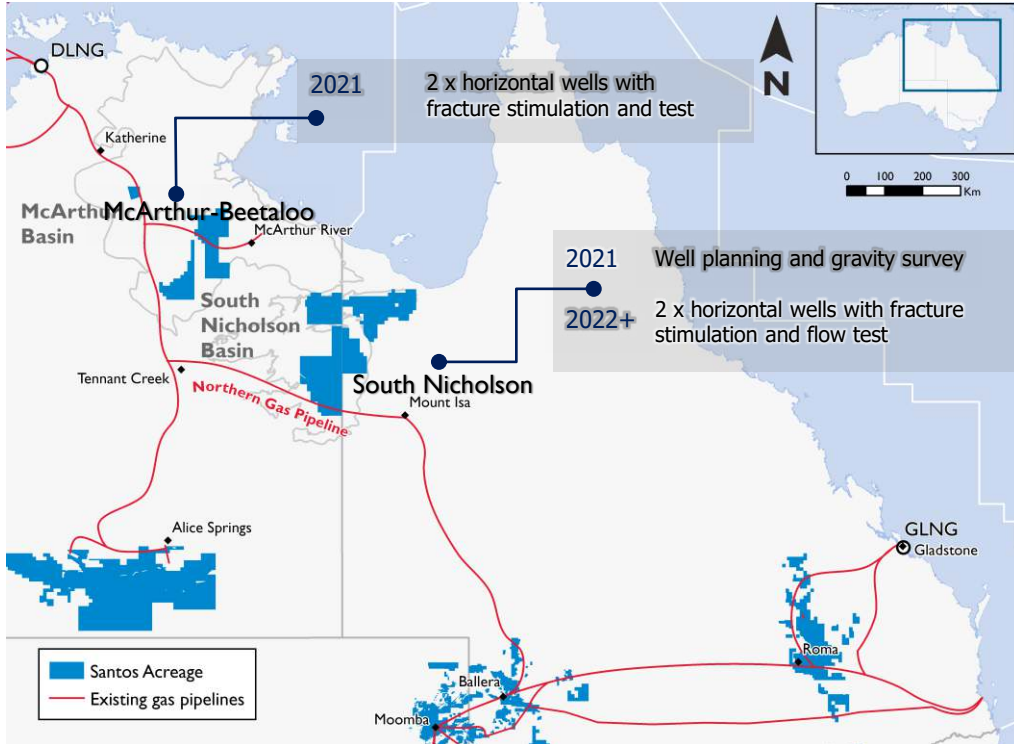 DLNG
2021
2 x horizontal wells with
fracture stimulation and test
N
0 100 200 300
Km
Katherine
McArthur-Beetaloo
McArthur
Basin
McArthur River
2021
Well planning and gravity survey
2022+
2 x horizontal wells with fracture
stimulation and flow test
South
Nicholson
Basin
Tennant Creek
Northern Gas Pipeline
South Nicholson
Mount Isa
Alice Springs
GLNG
Gladstone
Roma
Ballera
Moomba
Santos Acreage
Existing gas pipelines